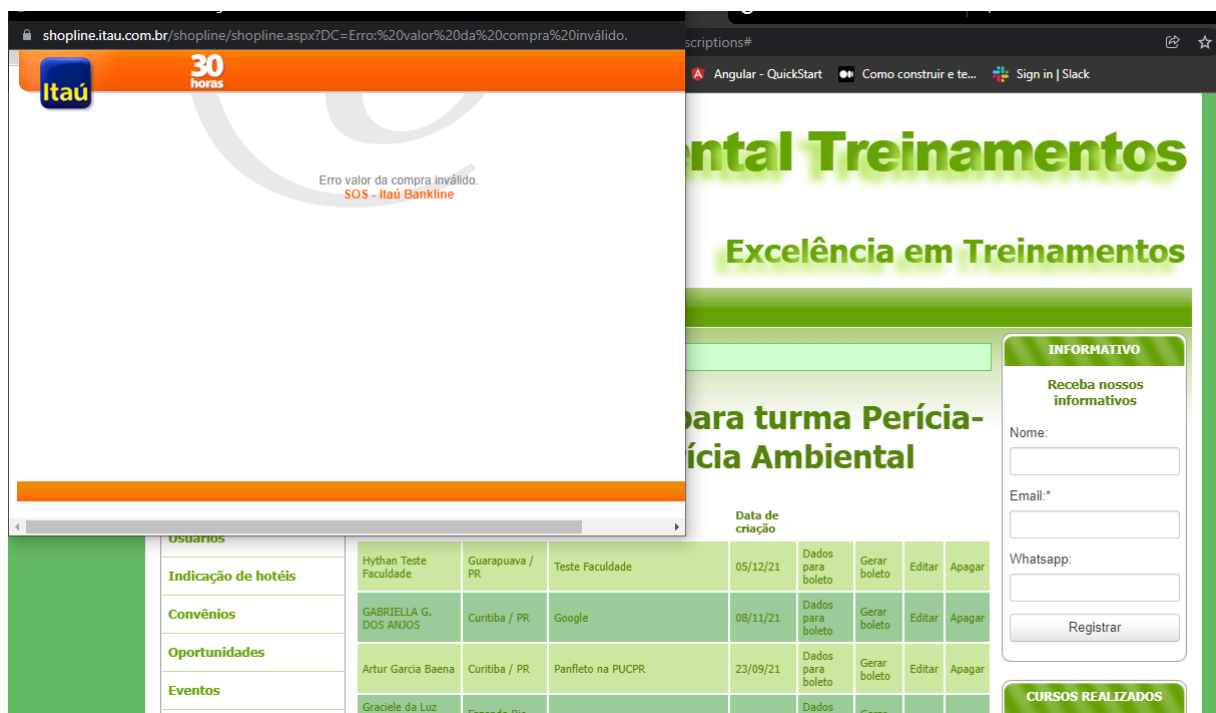 shopline.itau.com.br/shopline/shopline.aspx?DC=Erro:%20valor%20da%20compra%20inválido.
scriptions#
Angular - QuickStart
Como construir e te...
Sign in | Slack
Itaú
30
horas
Erro valor da compra inválido.
SOS - Itaú Bankline
ntal Treinamentos
Excelência em Treinamentos
para turma Perícia-
ícia Ambiental
Data de
criação
Usuários
Indicação de hotéis
Convênios
Oportunidades
Eventos
Hythan Teste
Faculdade
Guarapuava /
PR
Teste Faculdade
05/12/21
Dados
para
boleto
Gerar
boleto
Editar
Apagar
GABRIELLA G.
DOS ANJOS
Curitiba / PR
Google
08/11/21
Dados
para
boleto
Gerar
boleto
Editar
Apagar
Artur Garcia Baena
Curitiba / PR
Panfleto na PUCPR
23/09/21
Dados
para
boleto
Gerar
boleto
Editar
Apagar
Graciele da Luz
Dados
INFORMATIVO
Receba nossos
informativos
Nome:
Email:*
Whatsapp:
Registrar
CURSOS REALIZADOS